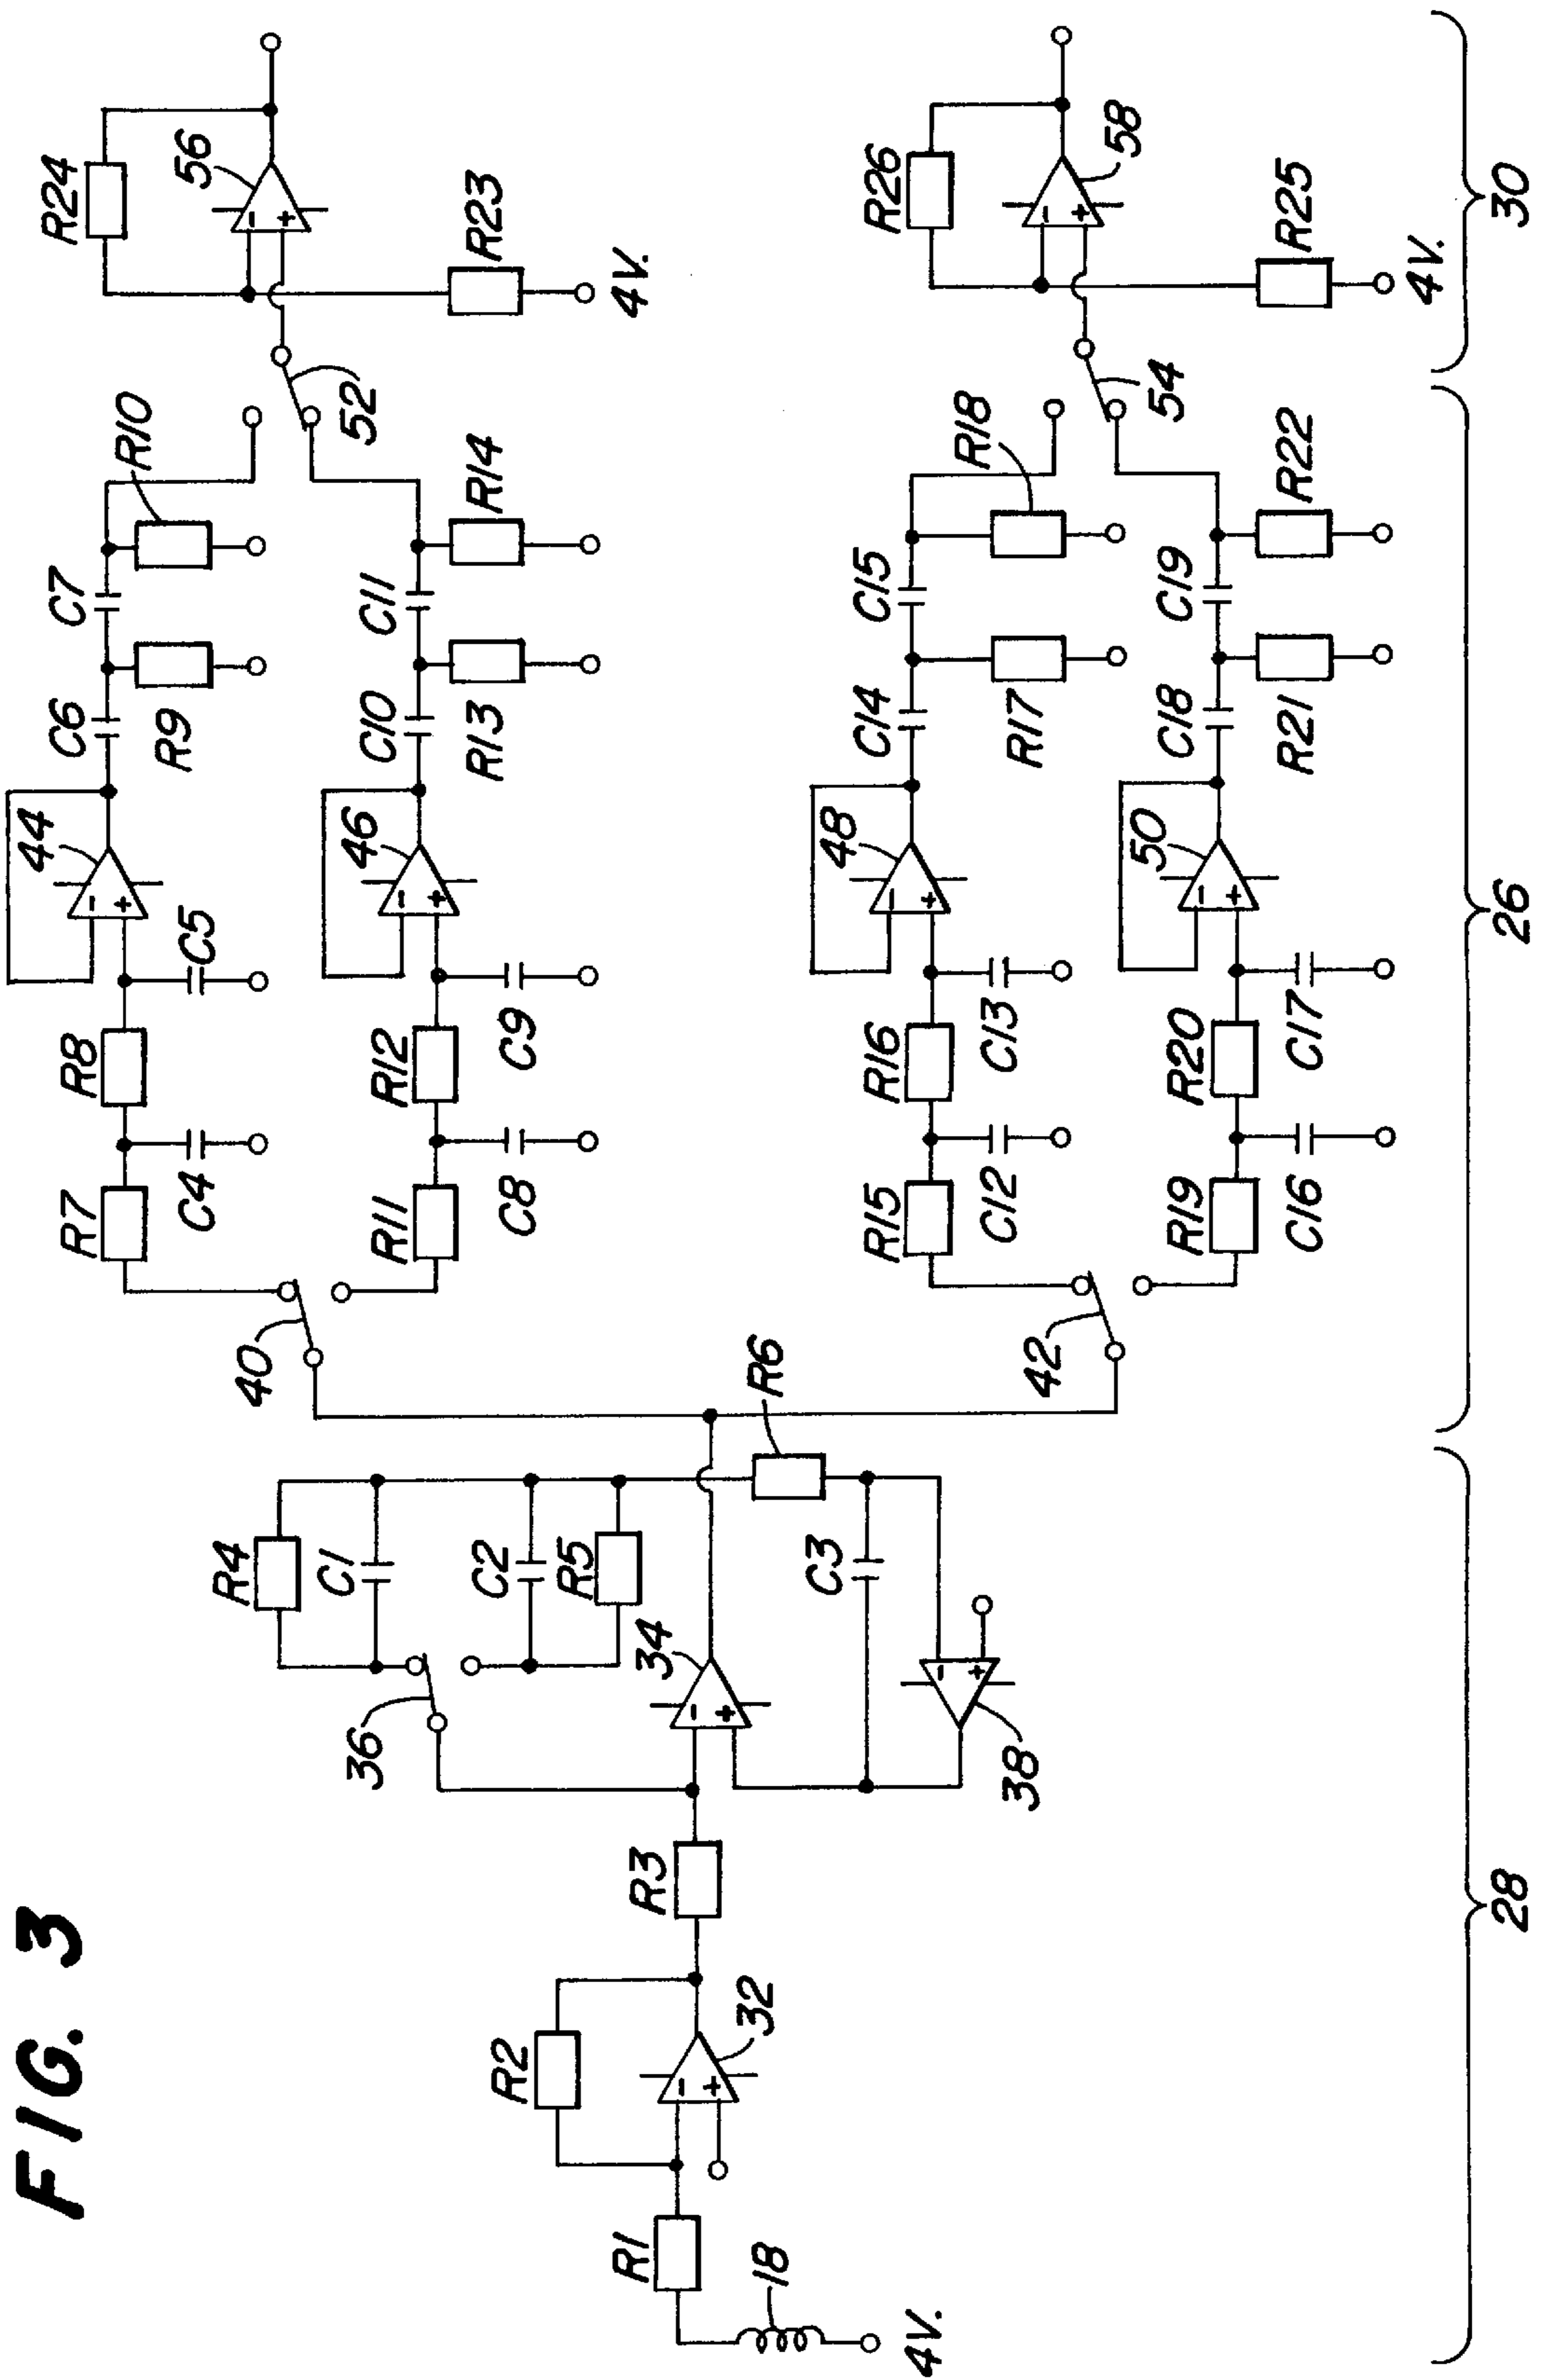 FIG. 3
4V.
18
R1
R2
32
R3
36
R4
C1
C2
R5
34
C3
38
R6
28
40
R7
C4
R8
C5
44
C6
R9
C7
R10
R11
C8
R12
C9
46
C10
R13
C11
R14
52
42
R15
C12
R16
C13
48
C14
R17
C15
R18
R19
C16
R20
C17
50
C18
R21
C19
R22
54
26
R24
56
R23
4V.
R26
58
R25
4V.
30
+
-
+
-
+
-
+
-
+
-
+
-
+
-
+
-
+
-